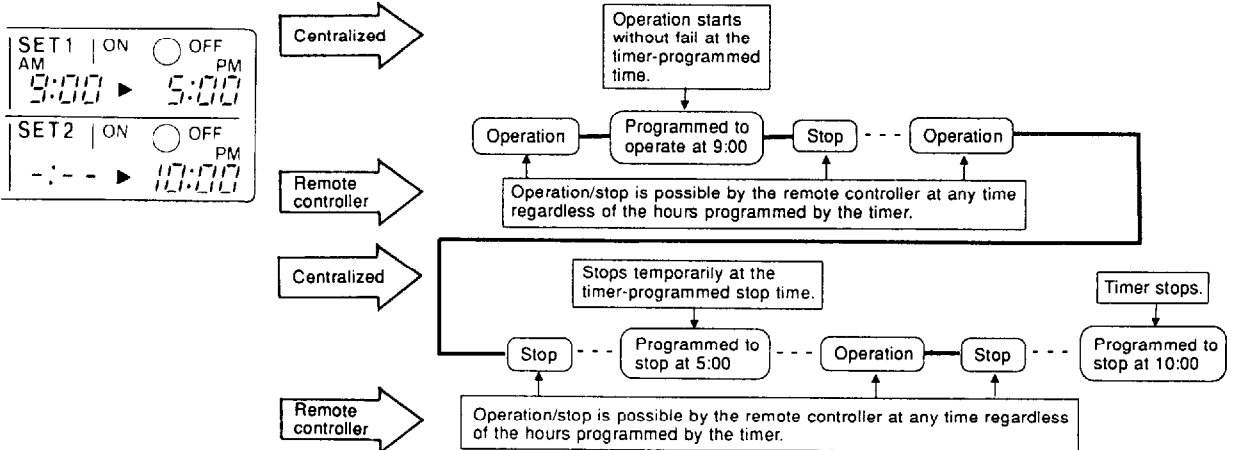 SET1 ON OFF
AM PM
9:00 ▶ 5:00
SET2 ON OFF
PM
-:-- ▶ 10:00
Centralized
Operation starts
without fail at the
timer-programmed
time.
Operation
Programmed to
operate at 9:00
Stop
Operation
Remote
controller
Operation/stop is possible by the remote controller at any time
regardless of the hours programmed by the timer.
Centralized
Stops temporarily at the
timer-programmed stop time.
Timer stops.
Stop
Programmed to
stop at 5:00
Operation
Stop
Programmed to
stop at 10:00
Remote
controller
Operation/stop is possible by the remote controller at any time regardless
of the hours programmed by the timer.